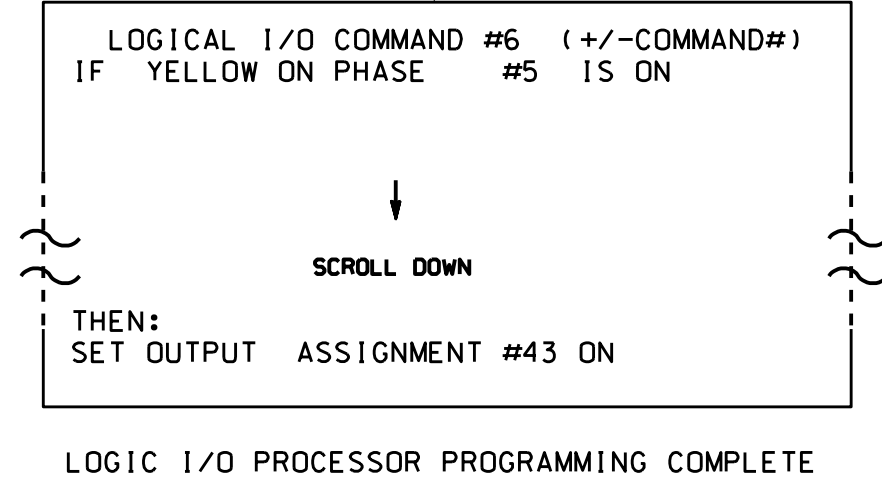 LOGICAL I/O COMMAND #6 (+/-COMMAND#)
IF YELLOW ON PHASE #5 IS ON
SCROLL DOWN
THEN:
SET OUTPUT ASSIGNMENT #43 ON
LOGIC I/O PROCESSOR PROGRAMMING COMPLETE